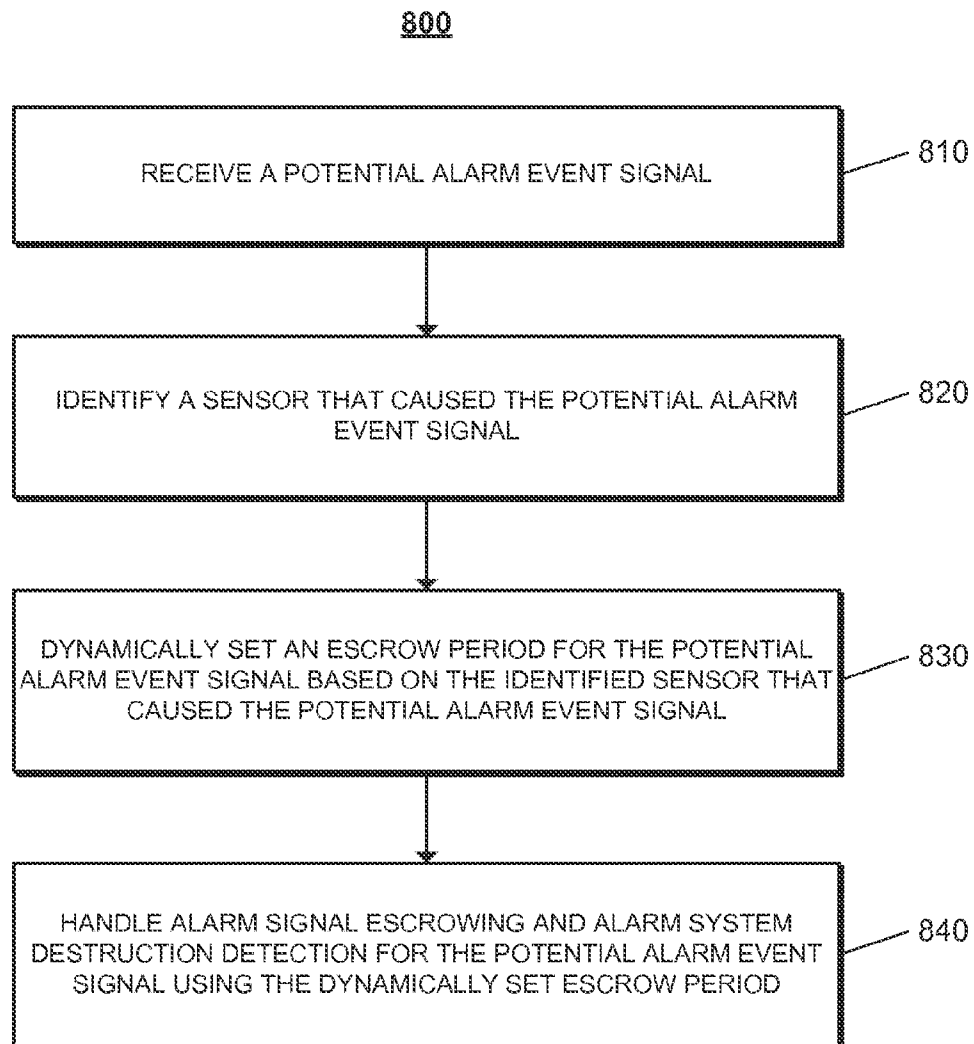 800
RECEIVE A POTENTIAL ALARM EVENT SIGNAL
810
IDENTIFY A SENSOR THAT CAUSED THE POTENTIAL ALARM
EVENT SIGNAL
820
DYNAMICALLY SET AN ESCROW PERIOD FOR THE POTENTIAL
ALARM EVENT SIGNAL BASED ON THE IDENTIFIED SENSOR THAT
CAUSED THE POTENTIAL ALARM EVENT SIGNAL
830
HANDLE ALARM SIGNAL ESCROWING AND ALARM SYSTEM
DESTRUCTION DETECTION FOR THE POTENTIAL ALARM EVENT
SIGNAL USING THE DYNAMICALLY SET ESCROW PERIOD
840